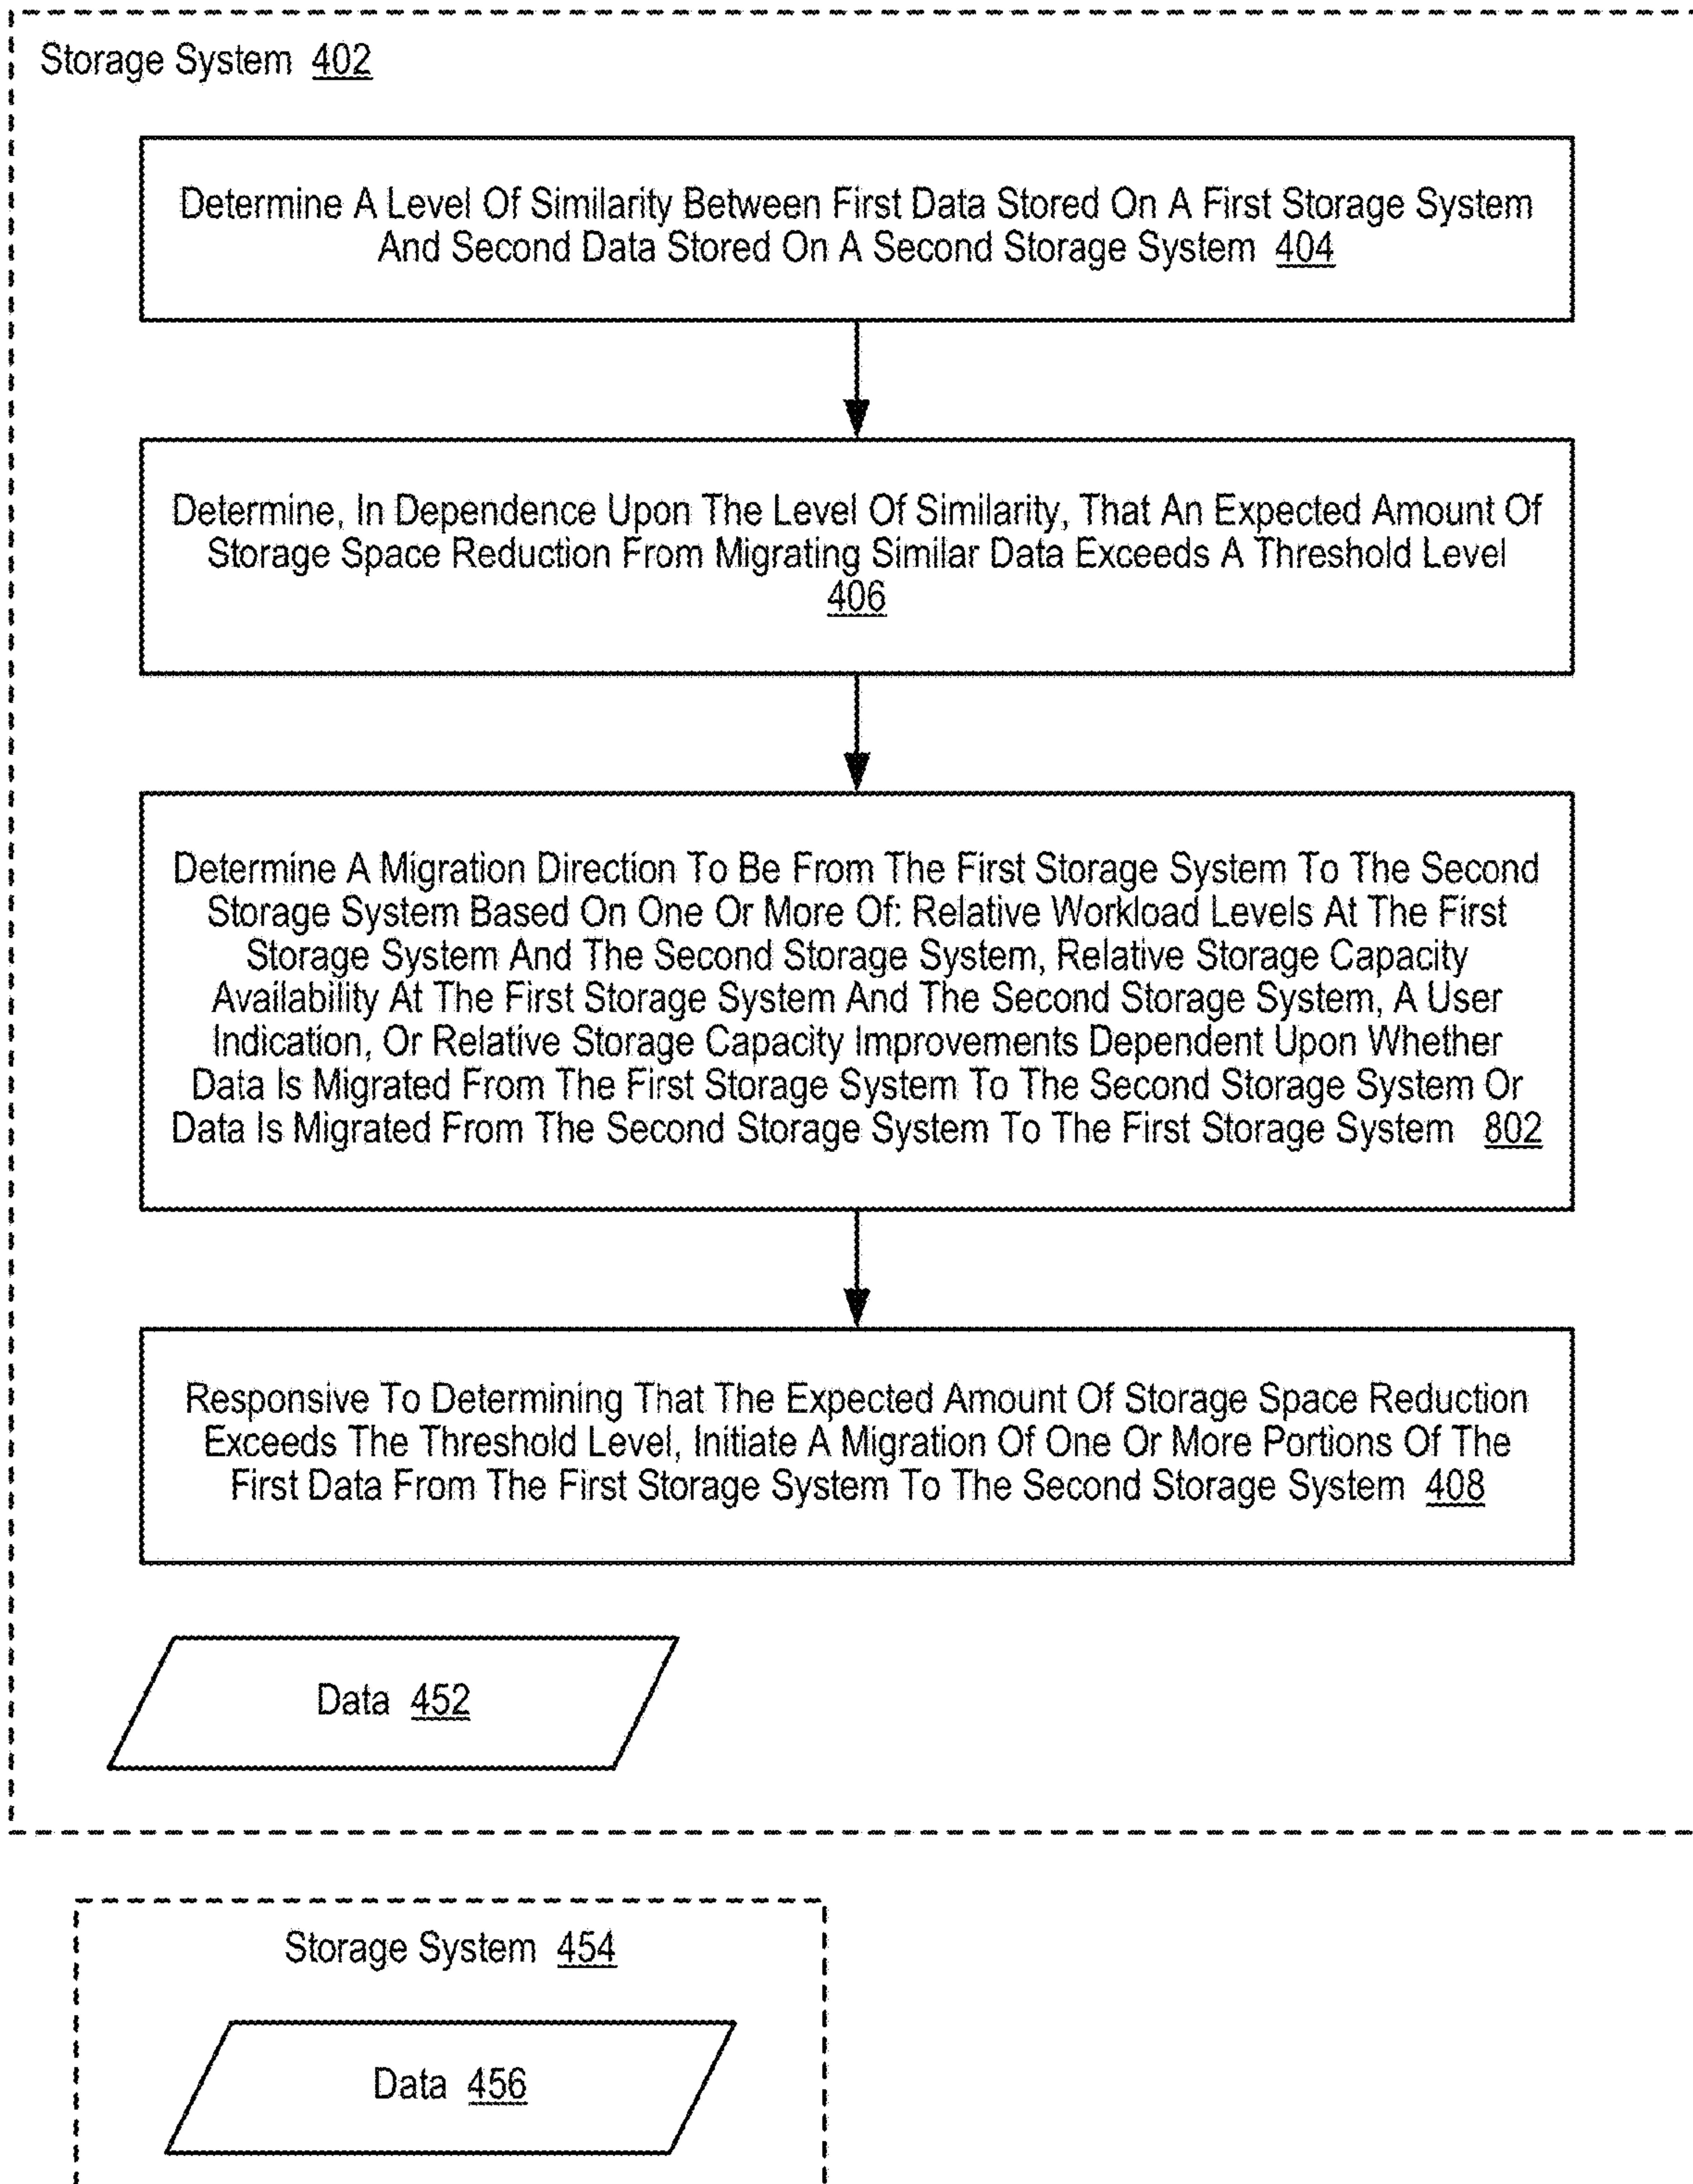 Storage System 402
Determine A Level Of Similarity Between First Data Stored On A First Storage System
And Second Data Stored On A Second Storage System 404
Determine, In Dependence Upon The Level Of Similarity, That An Expected Amount Of
Storage Space Reduction From Migrating Similar Data Exceeds A Threshold Level
406
Determine A Migration Direction To Be From The First Storage System To The Second
Storage System Based On One Or More Of: Relative Workload Levels At The First
Storage System And The Second Storage System, Relative Storage Capacity
Availability At The First Storage System And The Second Storage System, A User
Indication, Or Relative Storage Capacity Improvements Dependent Upon Whether
Data Is Migrated From The First Storage System To The Second Storage System Or
Data Is Migrated From The Second Storage System To The First Storage System 802
Responsive To Determining That The Expected Amount Of Storage Space Reduction
Exceeds The Threshold Level, Initiate A Migration Of One Or More Portions Of The
First Data From The First Storage System To The Second Storage System 408
Data 452
Storage System 454
Data 456